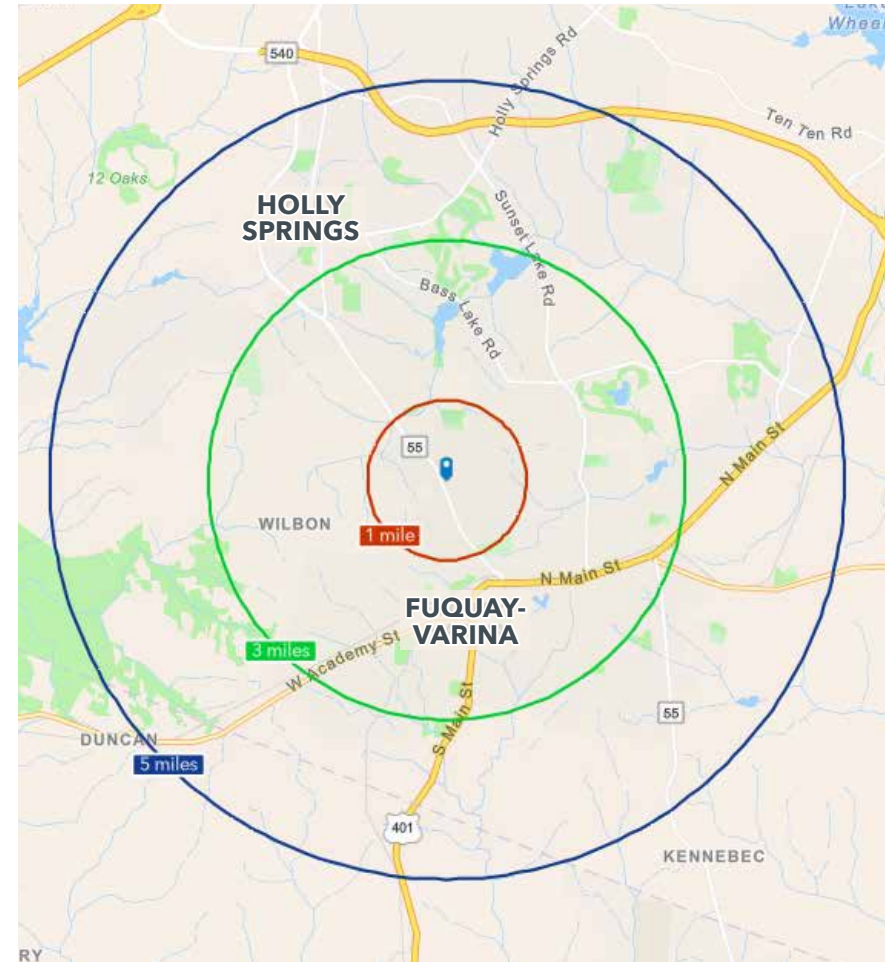 Wheel
540
Holly Springs Rd
Ten Ten Rd
12 Oaks
HOLLY
SPRINGS
Sunset Lake Rd
Bass Lake Rd
55
N Main St
WILBON
1 mile
N Main St
FUQUAY-
VARINA
3 miles
W Academy St
S Main St
55
DUNCAN
5 miles
401
KENNEBEC
RY